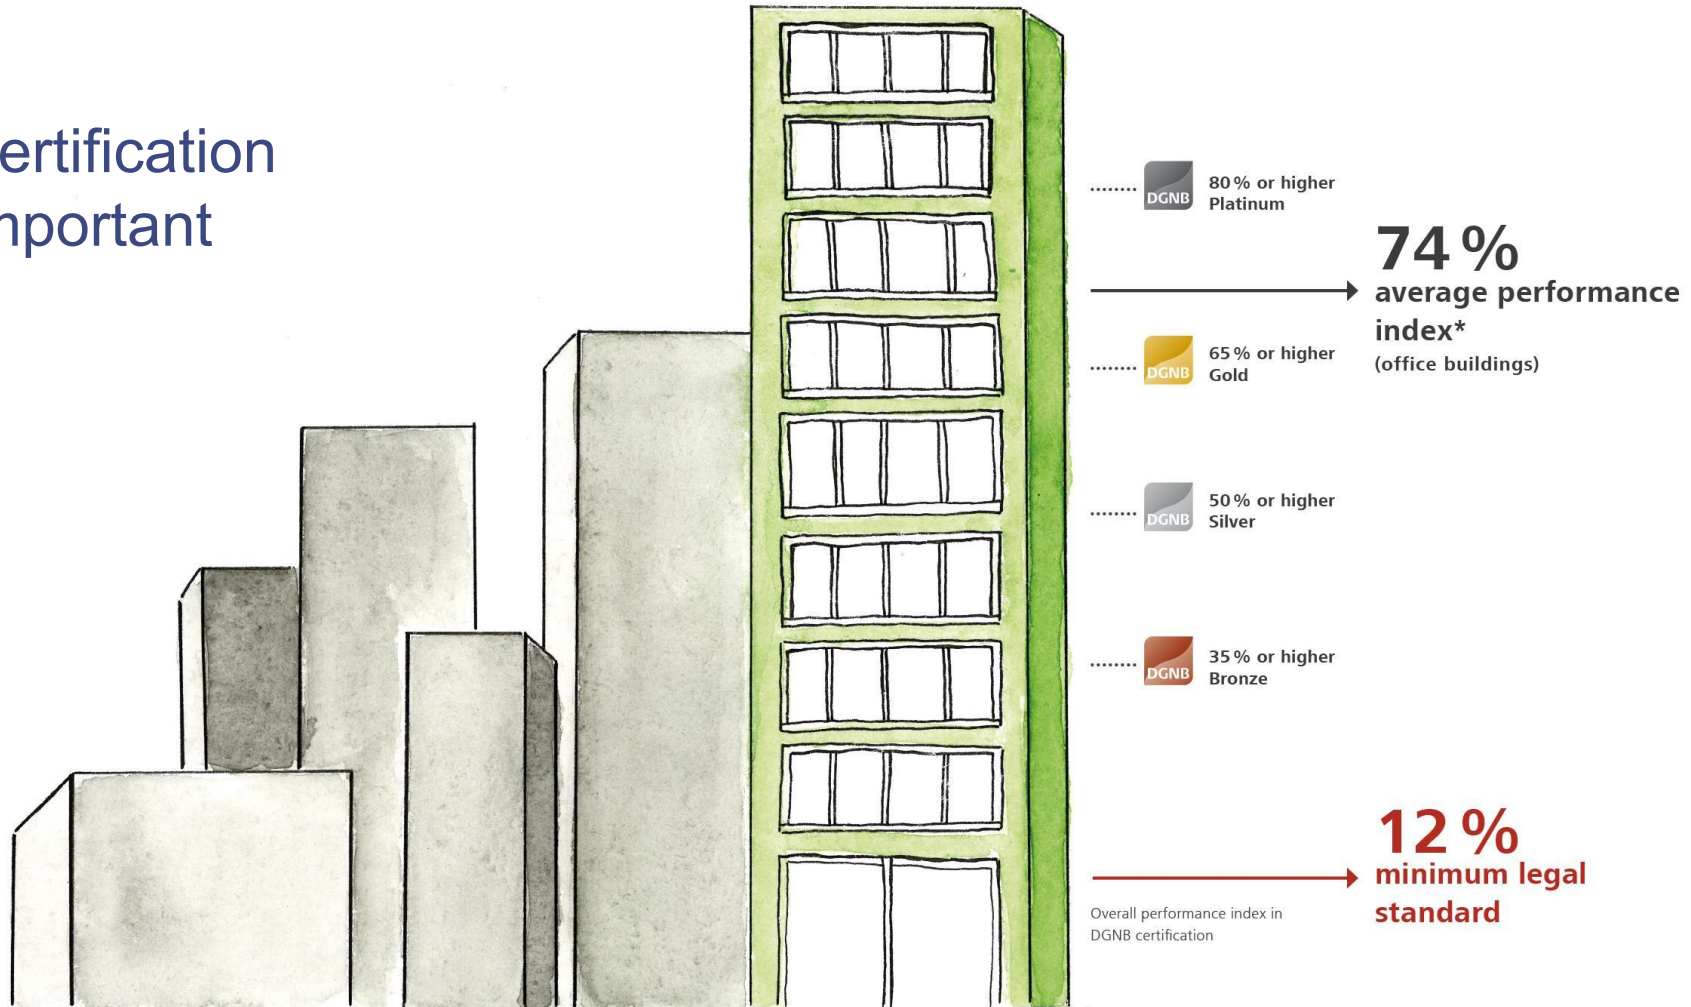 ertification
mportant
DGNB
80 % or higher
Platinum
74 %
average performance
index*
(office buildings)
DGNB
65 % or higher
Gold
DGNB
50 % or higher
Silver
DGNB
35 % or higher
Bronze
12 %
minimum legal
standard
Overall performance index in
DGNB certification